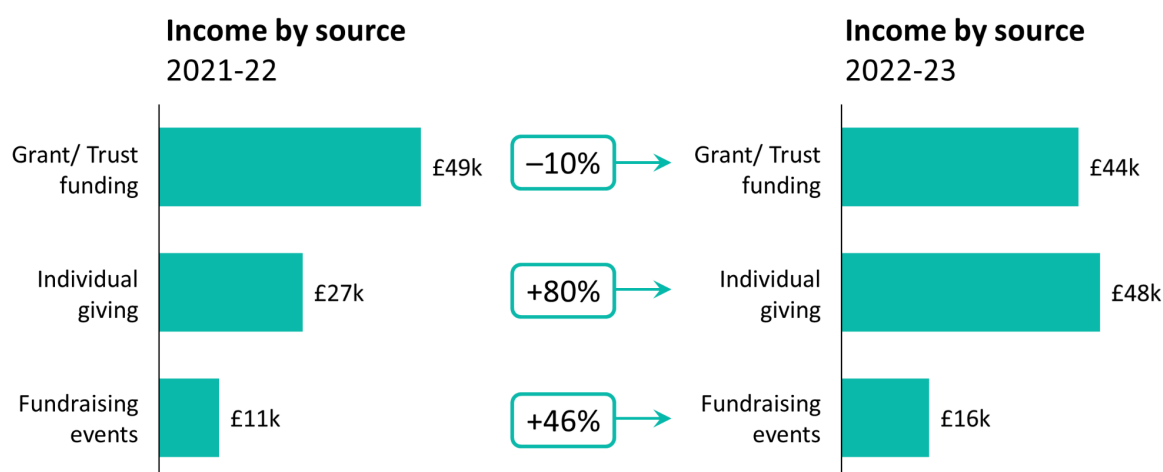 Income by source
2021-22
Grant/ Trust
funding
£49k
Individual
giving
£27k
Fundraising
events
£11k
–10%
+80%
+46%
Income by source
2022-23
Grant/ Trust
funding
£44k
Individual
giving
£48k
Fundraising
events
£16k